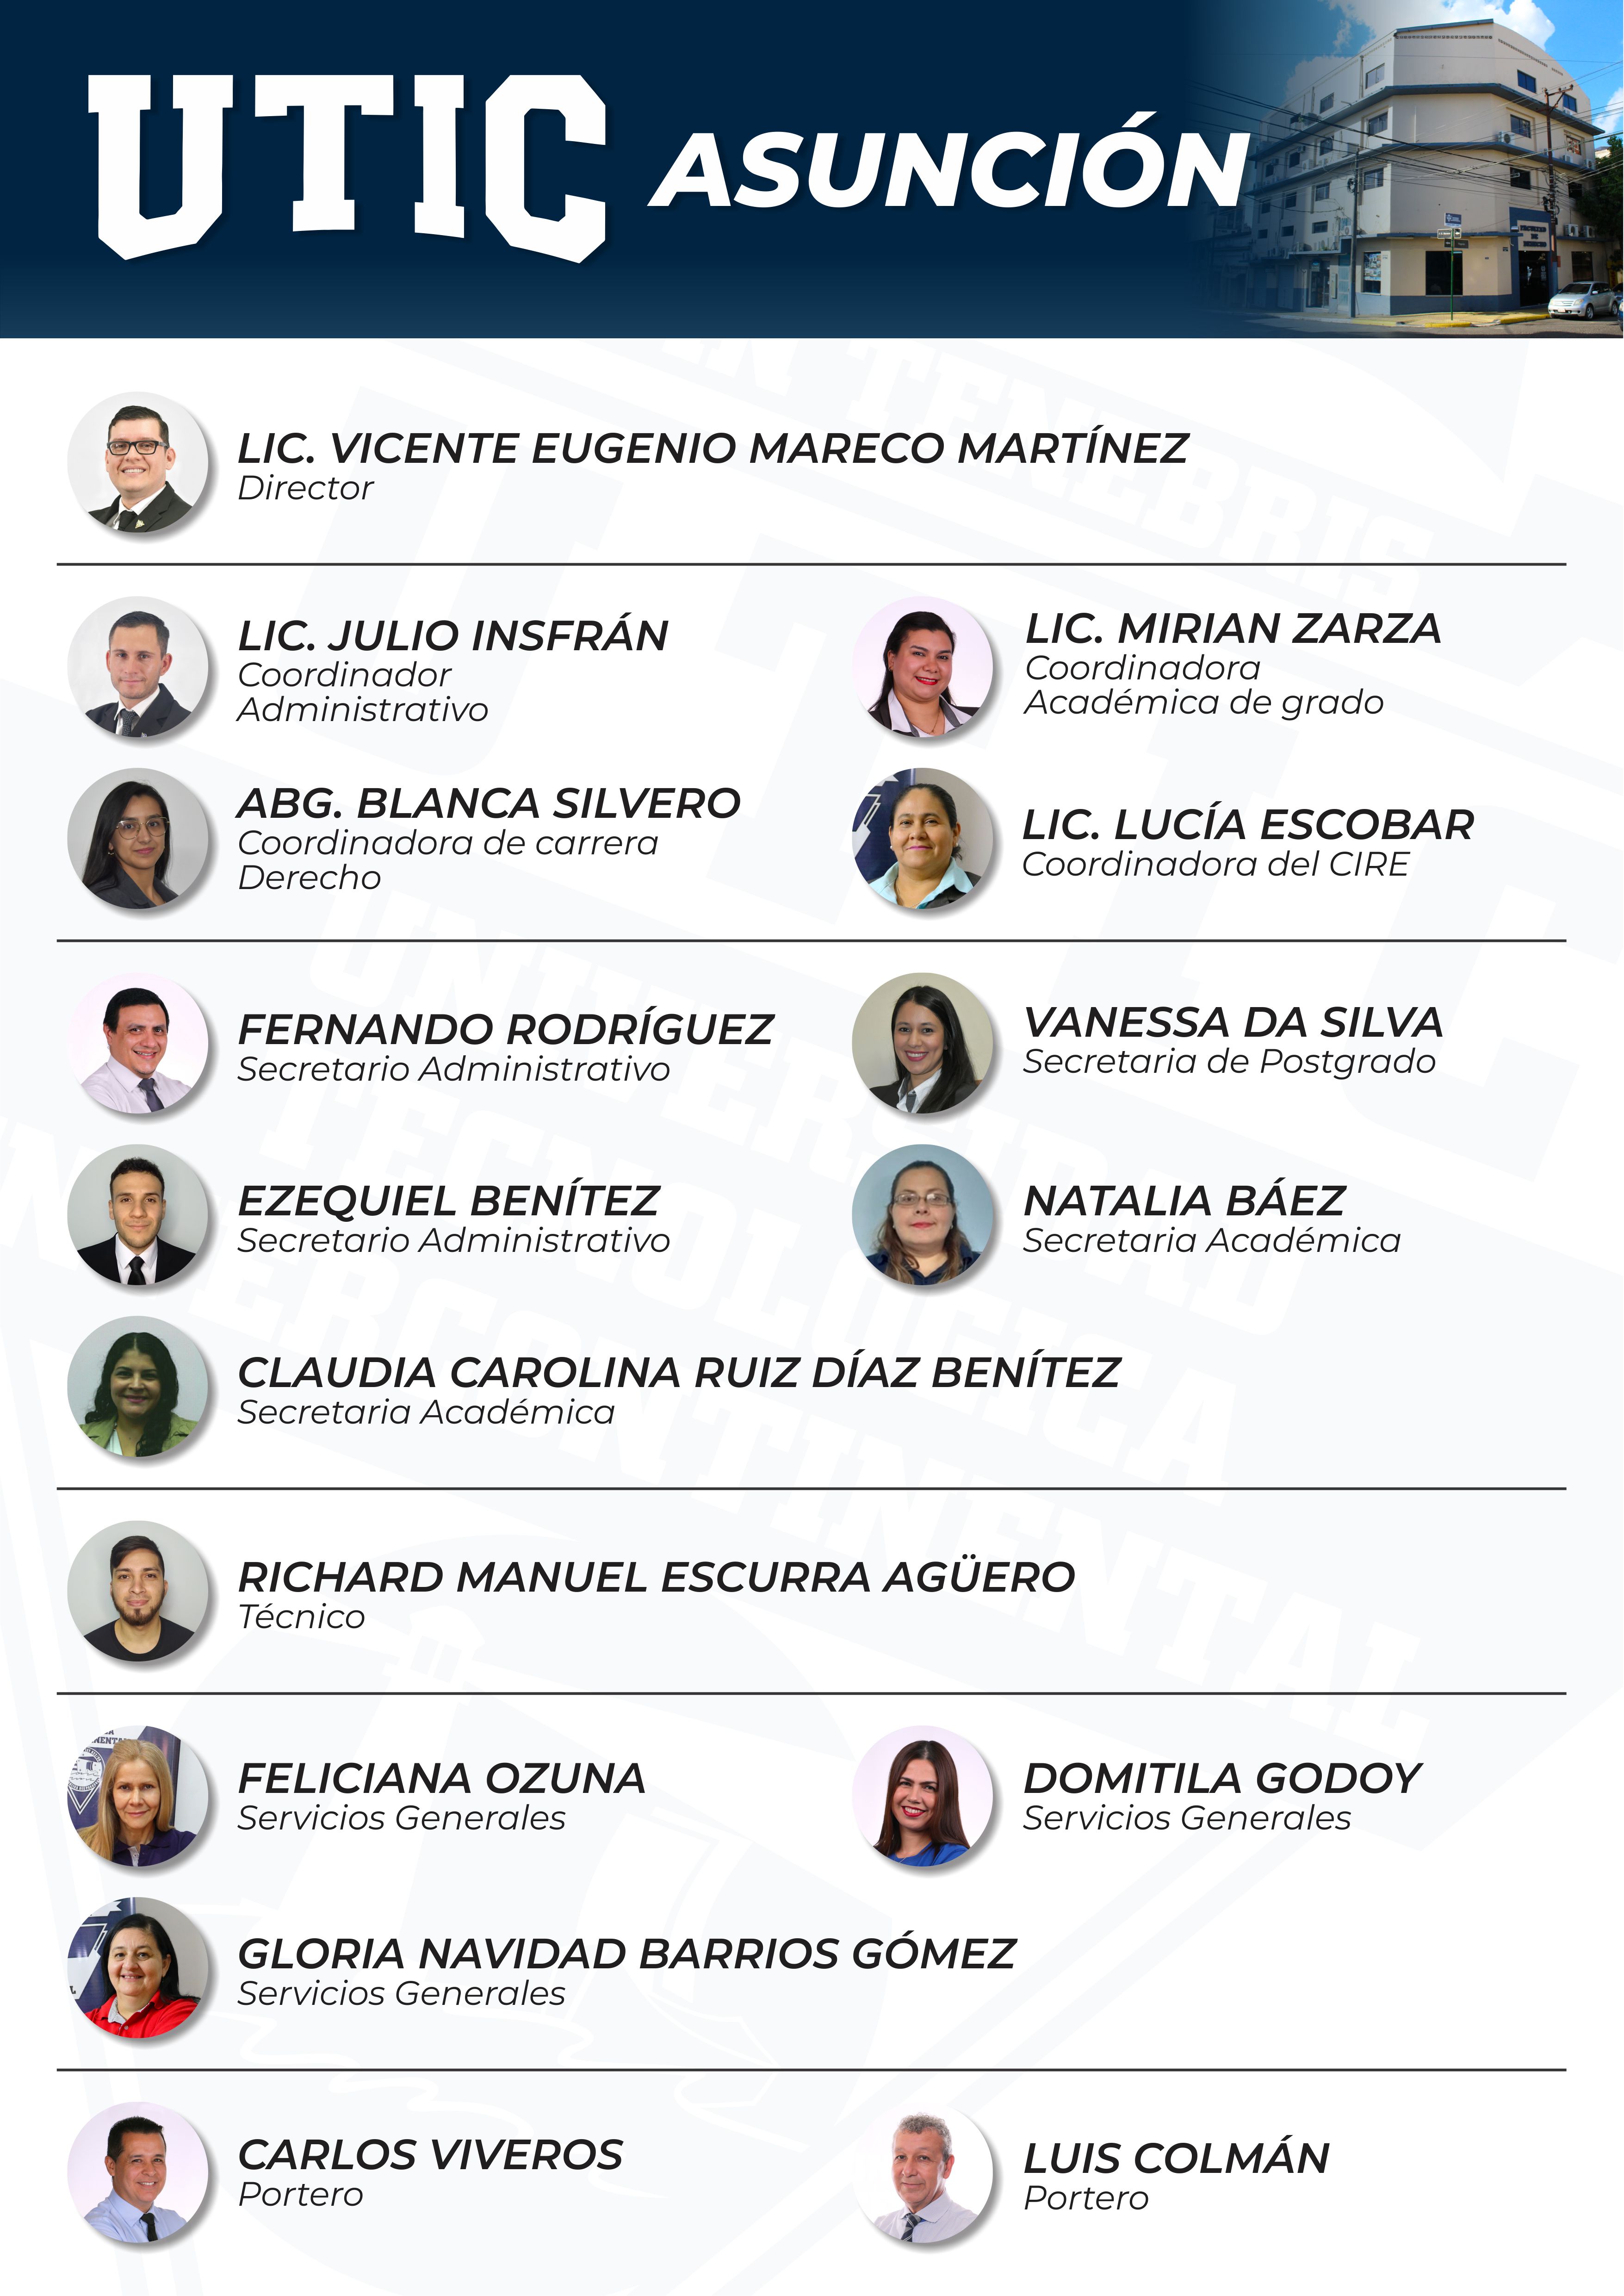 UTIC ASUNCIÓN
LIC. VICENTE EUGENIO MARECO MARTÍNEZ
Director
LIC. JULIO INSFRÁN
Coordinador
Administrativo
LIC. MIRIAN ZARZA
Coordinadora
Académica de grado
ABG. BLANCA SILVERO
Coordinadora de carrera
Derecho
LIC. LUCÍA ESCOBAR
Coordinadora del CIRE
FERNANDO RODRÍGUEZ
Secretario Administrativo
VANESSA DA SILVA
Secretaria de Postgrado
EZEQUIEL BENÍTEZ
Secretario Administrativo
NATALIA BÁEZ
Secretaria Académica
CLAUDIA CAROLINA RUIZ DÍAZ BENÍTEZ
Secretaria Académica
RICHARD MANUEL ESCURRA AGÜERO
Técnico
FELICIANA OZUNA
Servicios Generales
DOMITILA GODOY
Servicios Generales
GLORIA NAVIDAD BARRIOS GÓMEZ
Servicios Generales
CARLOS VIVEROS
Portero
LUIS COLMÁN
Portero
TENEBRIS
UTIC
UNIVERSIDAD
TECNOLÓGICA